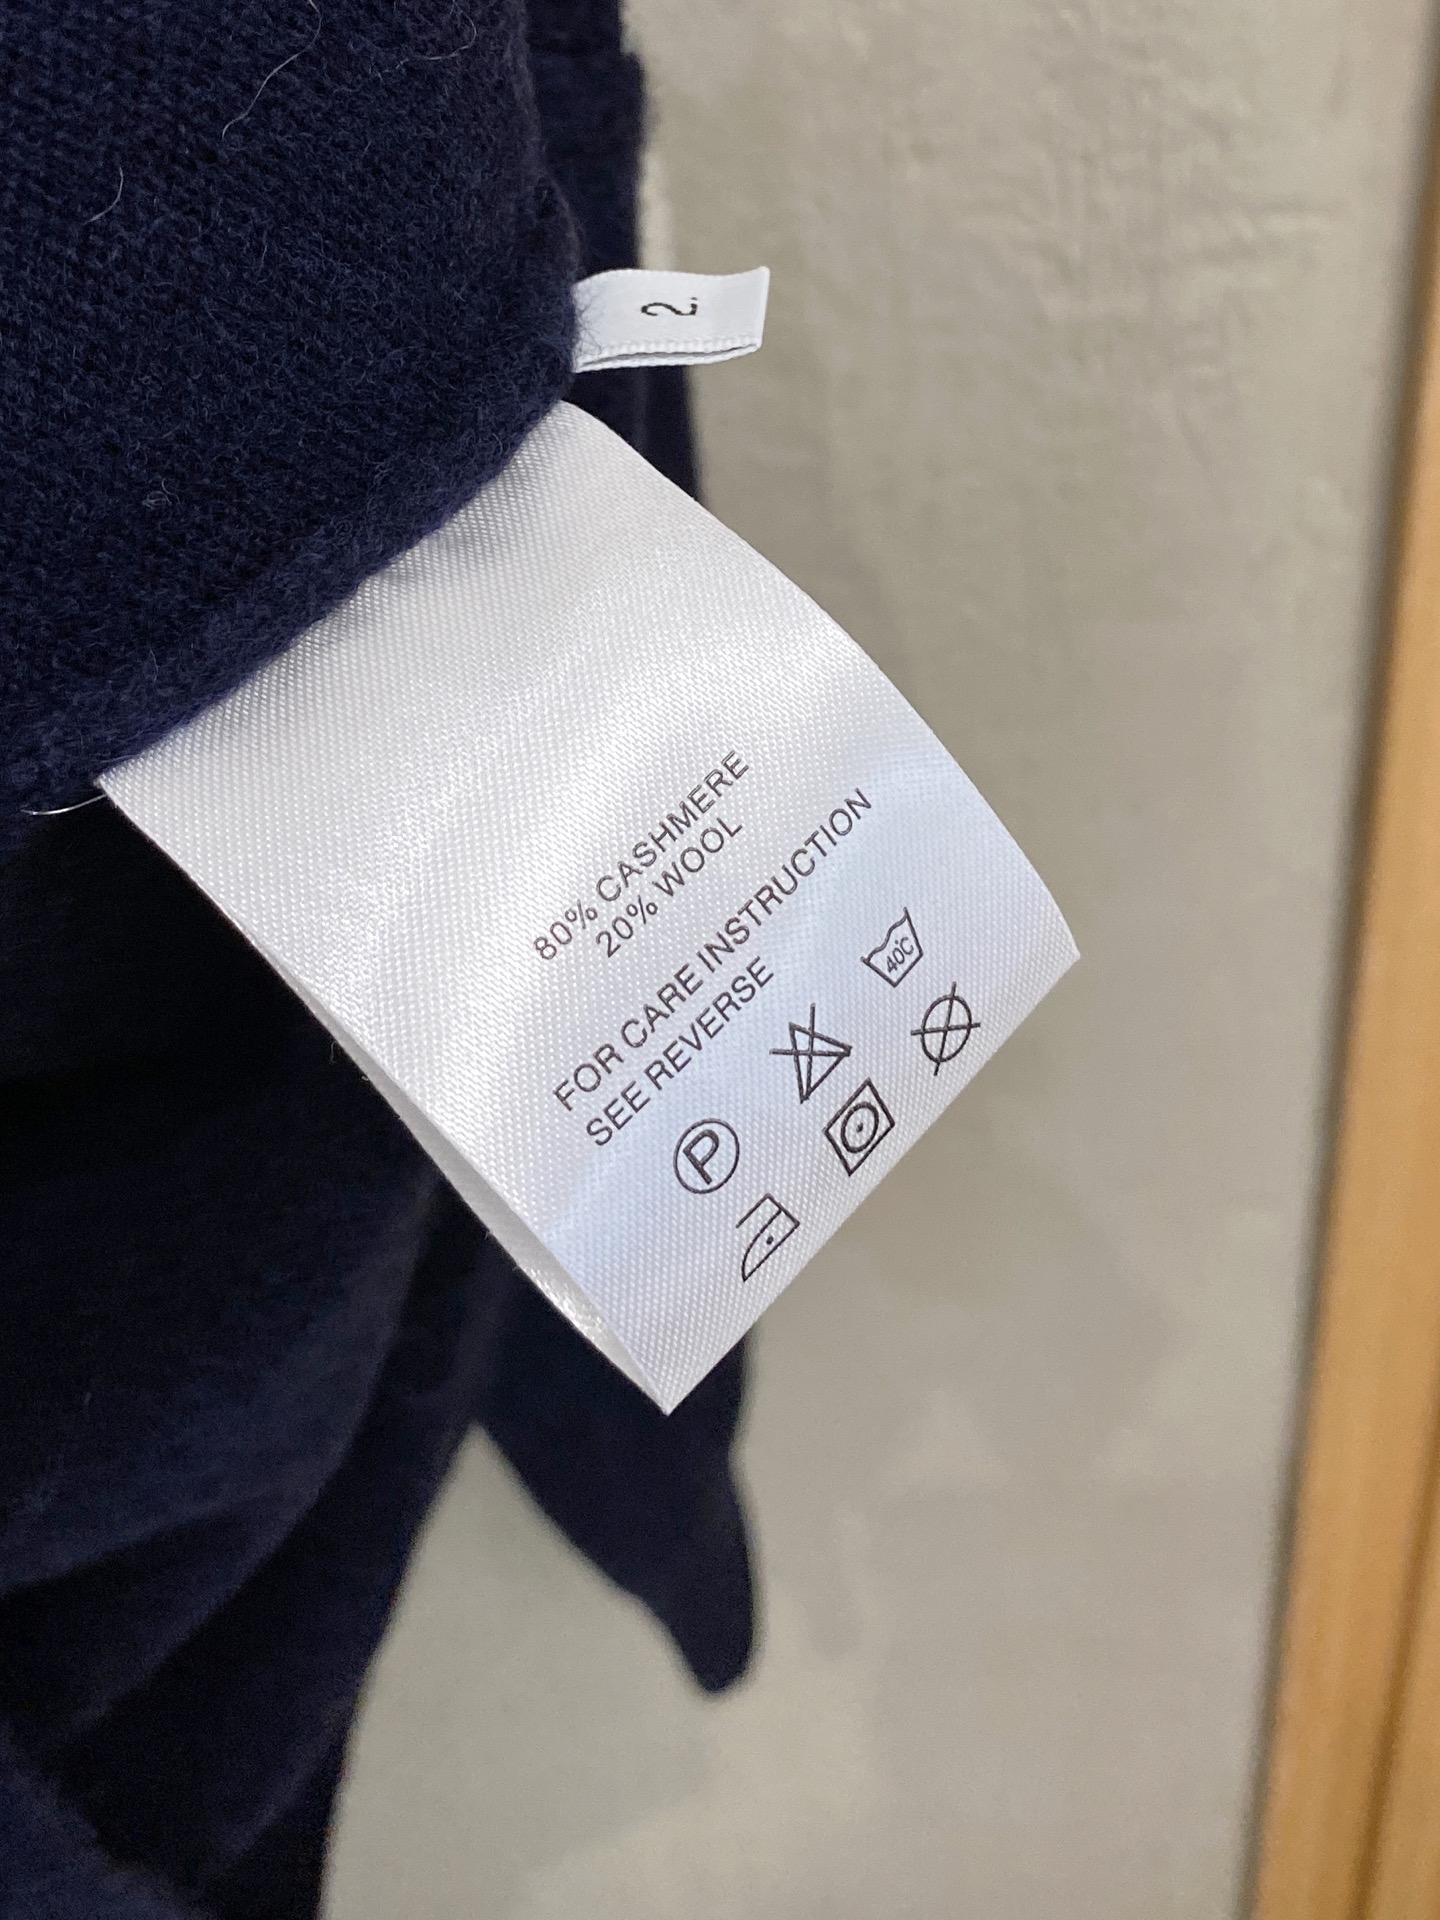 2.
80% CASHMERE
20% WOOL
FOR CARE INSTRUCTION
SEE REVERSE
40°C
P